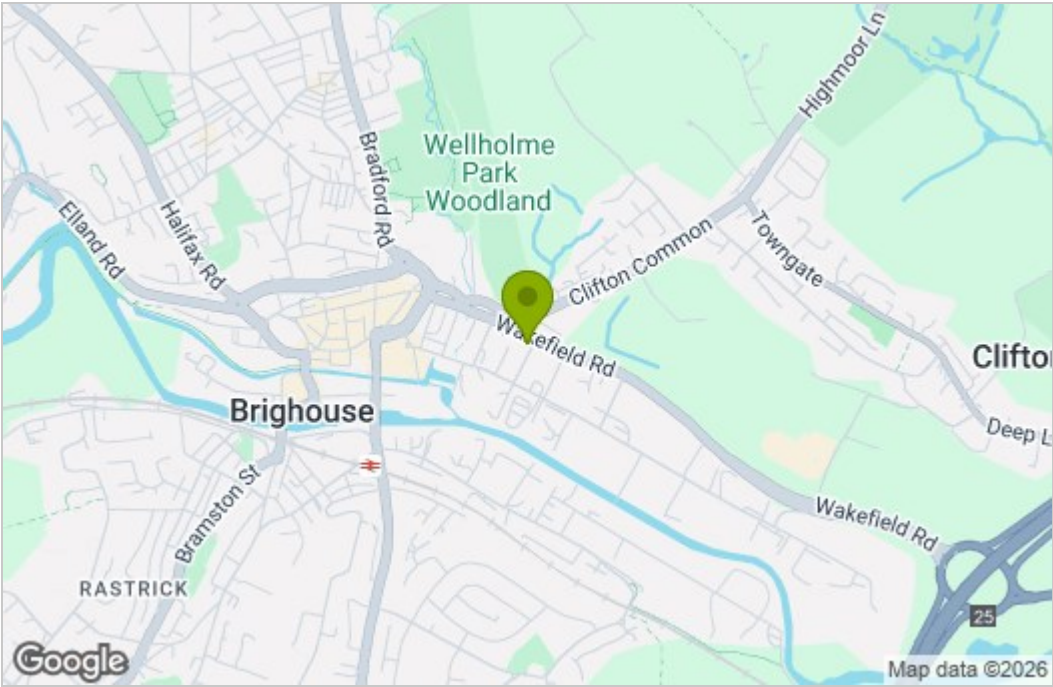 Highmoor Ln
Bradford Rd
Wellholme
Park
Woodland
Halifax Rd
Elland Rd
Clifton Common
Towngate
Wakefield Rd
Clifto
Brighouse
Deep L
Bramston St
Wakefield Rd
RASTRICK
25
Google
Map data ©2026